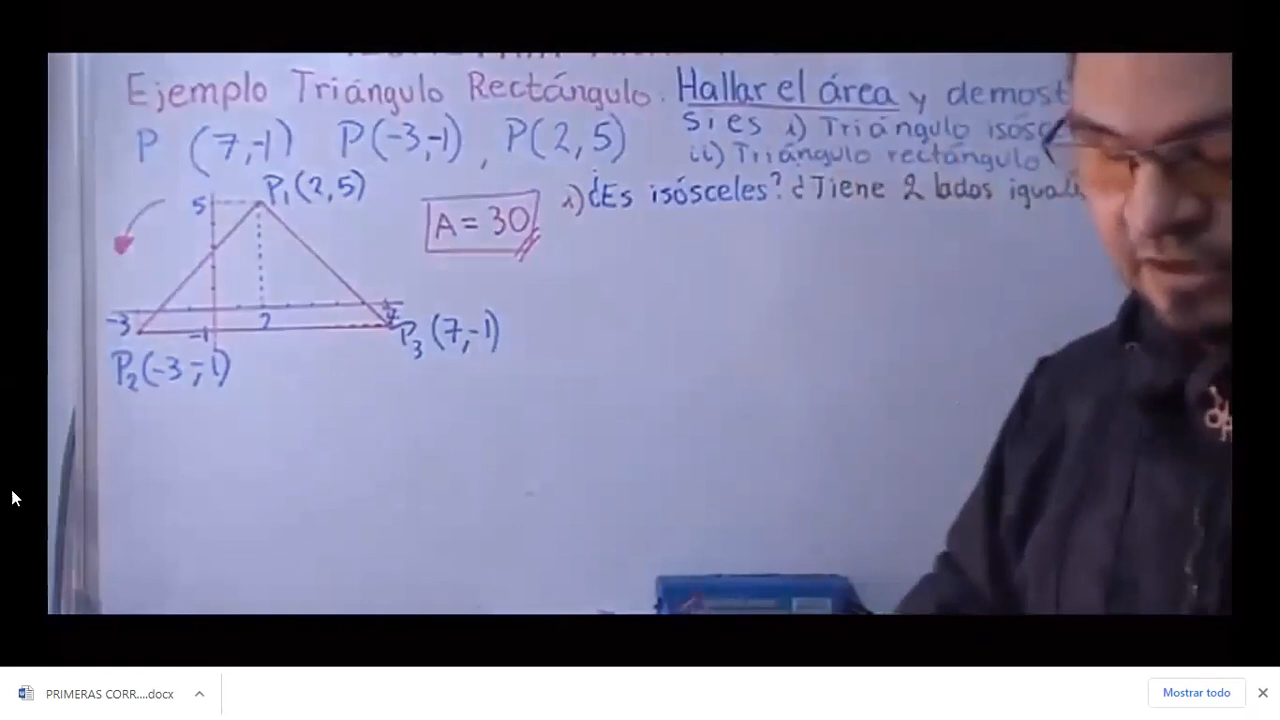 Ejemplo Triángulo Rectángulo. Hallar el área y demost
si es i) Triángulo isósc
P (7,-1) P(-3,-1), P(2,5)
ii) Triángulo rectángulo
P1(2,5)
5
A = 30
i) ¿Es isósceles? ¿Tiene 2 lados iguale
-3
2
7
-1
P3 (7,-1)
P2(-3,-1)
PRIMERAS CORR....docx
Mostrar todo